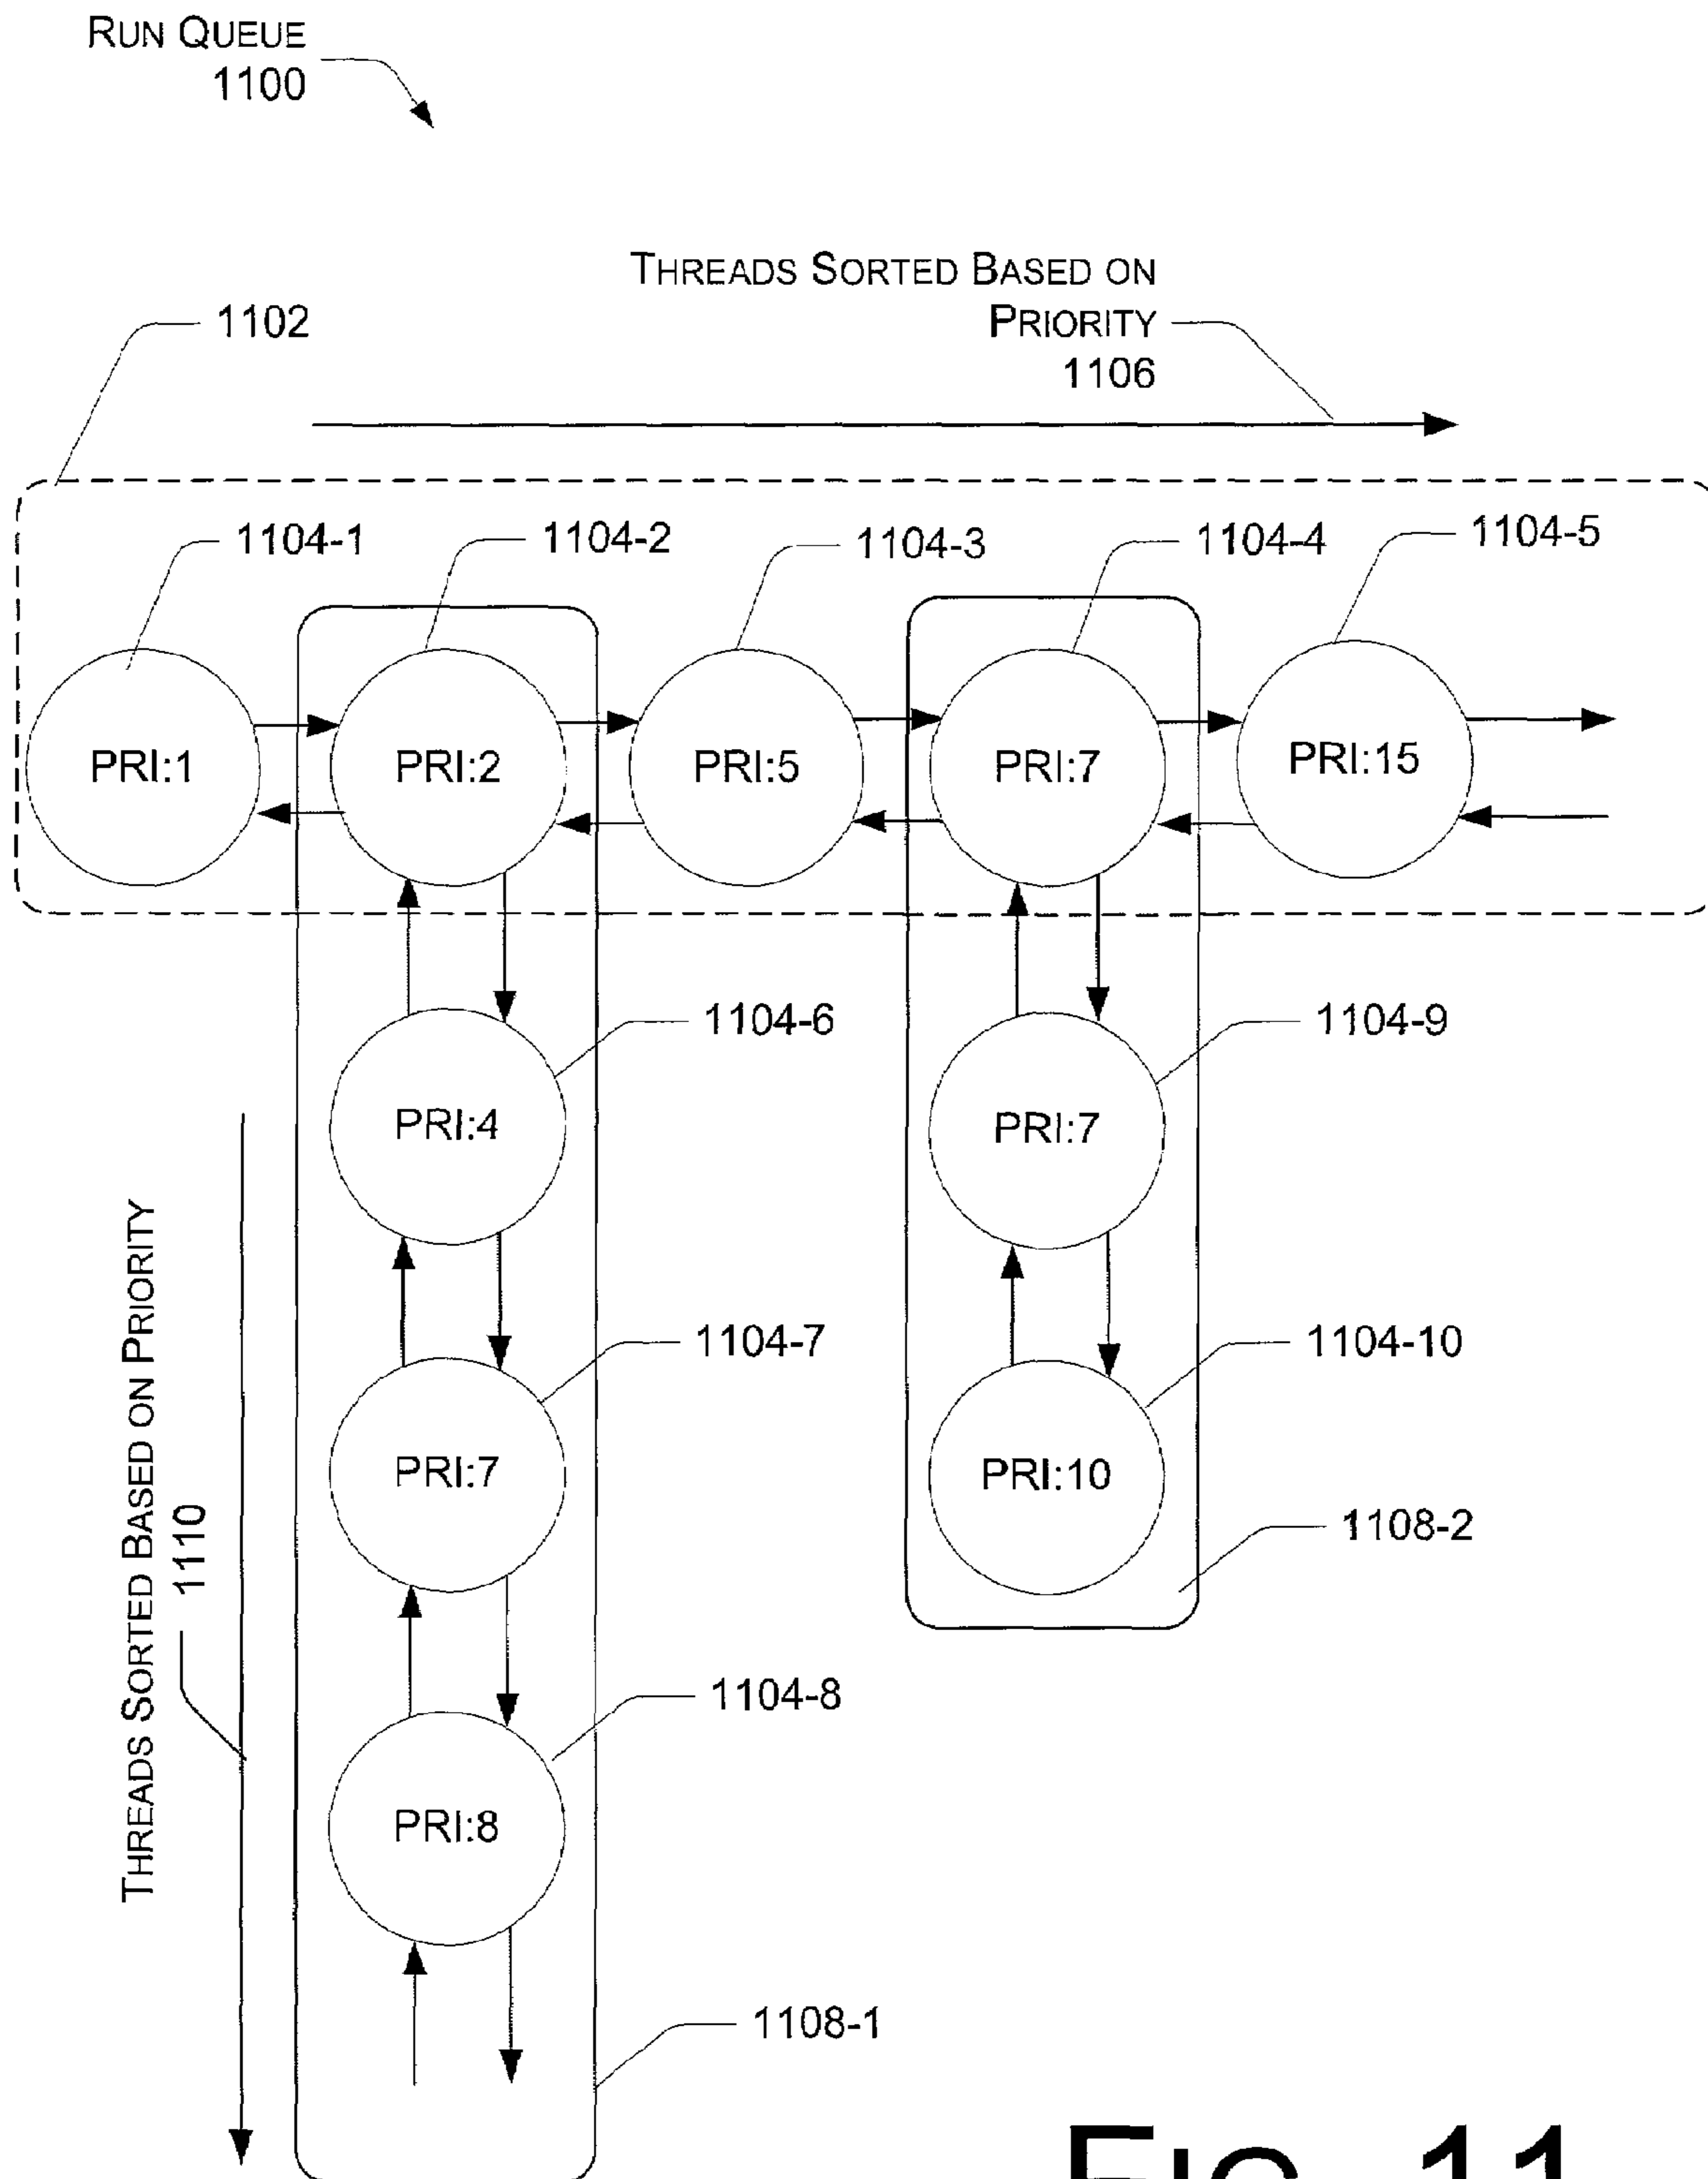 RUN QUEUE
1100
THREADS SORTED BASED ON
PRIORITY
1106
1102
1104-1
1104-2
1104-3
1104-4
1104-5
PRI:1
PRI:2
PRI:5
PRI:7
PRI:15
1104-6
1104-9
PRI:4
PRI:7
THREADS SORTED BASED ON PRIORITY
1110
1104-7
1104-10
PRI:7
PRI:10
1108-2
1104-8
PRI:8
1108-1
FIG. 11